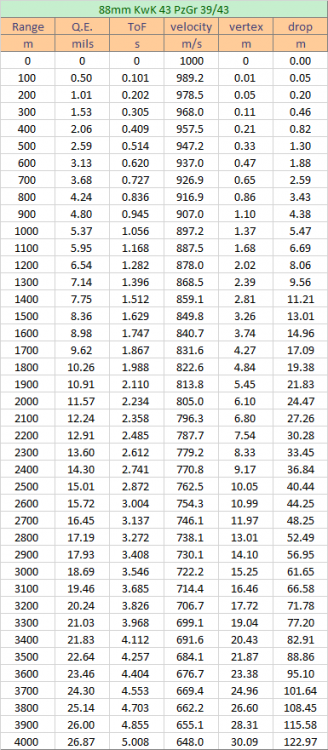 88mm KwK 43 PzGr 39/43
Range Q.E. ToF velocity vertex drop
m mils s m/s m m
0 0 0 1000 0 0.00
100 0.50 0.101 989.2 0.01 0.05
200 1.01 0.202 978.5 0.05 0.20
300 1.53 0.305 968.0 0.11 0.46
400 2.06 0.409 957.5 0.21 0.82
500 2.59 0.514 947.2 0.33 1.30
600 3.13 0.620 937.0 0.47 1.88
700 3.68 0.727 926.9 0.65 2.59
800 4.24 0.836 916.9 0.86 3.43
900 4.80 0.945 907.0 1.10 4.38
1000 5.37 1.056 897.2 1.37 5.47
1100 5.95 1.168 887.5 1.68 6.69
1200 6.54 1.282 878.0 2.02 8.06
1300 7.14 1.396 868.5 2.39 9.56
1400 7.75 1.512 859.1 2.81 11.21
1500 8.36 1.629 849.8 3.26 13.01
1600 8.98 1.747 840.7 3.74 14.96
1700 9.62 1.867 831.6 4.27 17.09
1800 10.26 1.988 822.6 4.84 19.38
1900 10.91 2.110 813.8 5.45 21.83
2000 11.57 2.234 805.0 6.10 24.47
2100 12.24 2.358 796.3 6.80 27.26
2200 12.91 2.485 787.7 7.54 30.28
2300 13.60 2.612 779.2 8.33 33.45
2400 14.30 2.741 770.8 9.17 36.84
2500 15.01 2.872 762.5 10.05 40.44
2600 15.72 3.004 754.3 10.99 44.25
2700 16.45 3.137 746.1 11.97 48.25
2800 17.19 3.272 738.1 13.01 52.49
2900 17.93 3.408 730.1 14.10 56.95
3000 18.69 3.546 722.2 15.25 61.65
3100 19.46 3.685 714.4 16.46 66.58
3200 20.24 3.826 706.7 17.72 71.78
3300 21.03 3.968 699.1 19.04 77.20
3400 21.83 4.112 691.6 20.43 82.91
3500 22.64 4.257 684.1 21.87 88.86
3600 23.46 4.404 676.7 23.38 95.10
3700 24.30 4.553 669.4 24.96 101.64
3800 25.14 4.703 662.2 26.60 108.45
3900 26.00 4.855 655.1 28.31 115.58
4000 26.87 5.008 648.0 30.09 122.97